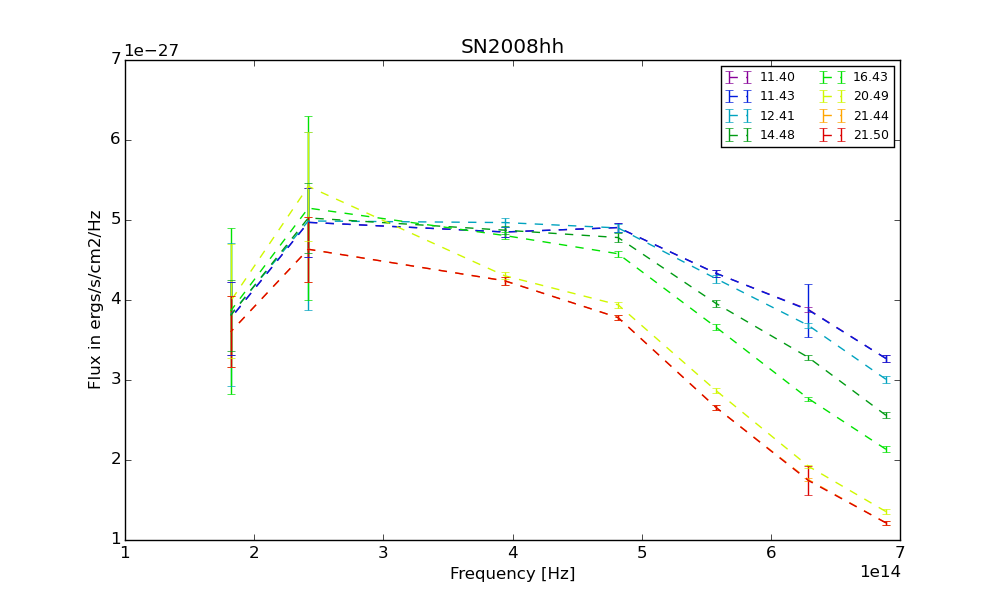 SN2008hh
1e−27
7
6
5
4
3
2
1
Flux in ergs/s/cm2/Hz
11.40 16.43
11.43 20.49
12.41 21.44
14.48 21.50
1 2 3 4 5 6 7
Frequency [Hz]
1e14